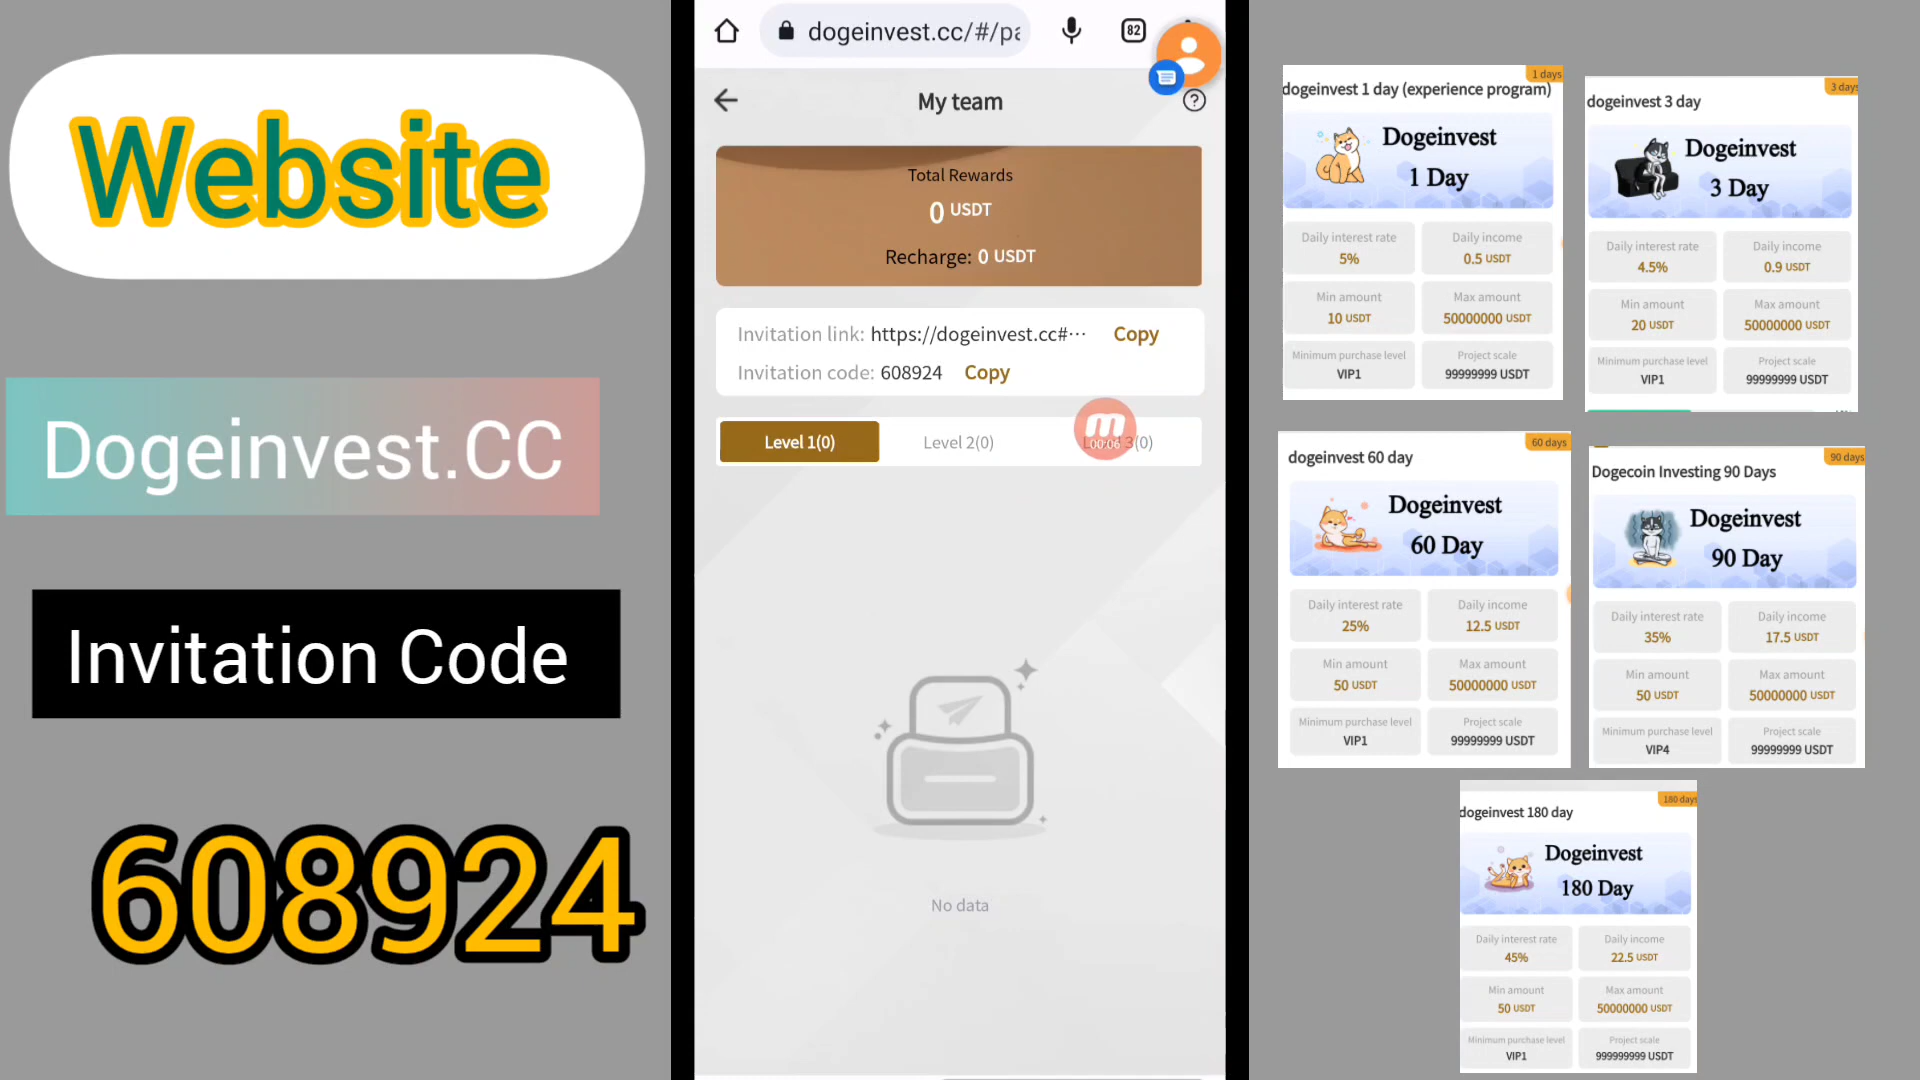 Website
Dogeinvest.CC
Invitation Code
608924
dogeinvest.cc/#/pa
82
My team
Total Rewards
0 USDT
Recharge: 0 USDT
Invitation link: https://dogeinvest.cc#··· Copy
Invitation code: 608924 Copy
Level 1(0) Level 2(0) 3(0)
00:06
No data
1 days
dogeinvest 1 day (experience program)
Dogeinvest
1 Day
Daily interest rate Daily income
5% 0.5 USDT
Min amount Max amount
10 USDT 50000000 USDT
Minimum purchase level Project scale
VIP1 99999999 USDT
3 days
dogeinvest 3 day
Dogeinvest
3 Day
Daily interest rate Daily income
4.5% 0.9 USDT
Min amount Max amount
20 USDT 50000000 USDT
Minimum purchase level Project scale
VIP1 99999999 USDT
60 days
dogeinvest 60 day
Dogeinvest
60 Day
Daily interest rate Daily income
25% 12.5 USDT
Min amount Max amount
50 USDT 50000000 USDT
Minimum purchase level Project scale
VIP1 99999999 USDT
90 days
Dogecoin Investing 90 Days
Dogeinvest
90 Day
Daily interest rate Daily income
35% 17.5 USDT
Min amount Max amount
50 USDT 50000000 USDT
Minimum purchase level Project scale
VIP4 99999999 USDT
180 days
dogeinvest 180 day
Dogeinvest
180 Day
Daily interest rate Daily income
45% 22.5 USDT
Min amount Max amount
50 USDT 50000000 USDT
Minimum purchase level Project scale
VIP1 999999999 USDT